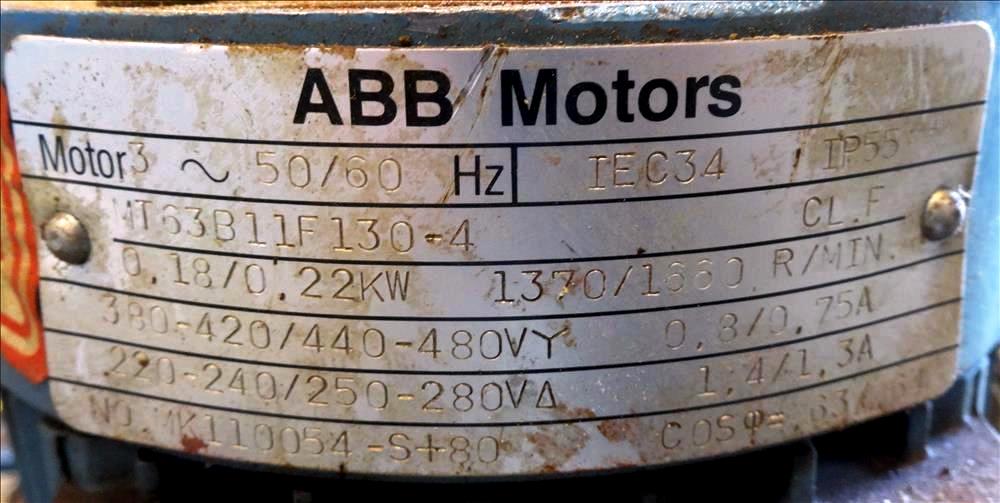 ABB Motors
Motor 3 ~ 50/60 Hz IEC34 IP55
MT63B11F130-4 CL.F
0,18/0,22KW 1370/1660 R/MIN.
380-420/440-480VY 0,8/0,75A
220-240/250-280VΔ 1,4/1,3A
NO.MK110054-S+80 COSφ=.63/